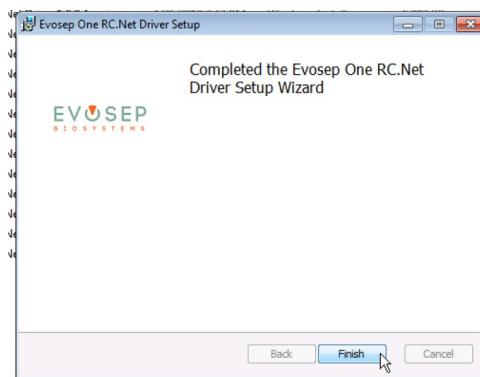 Evosep One RC.Net Driver Setup
Completed the Evosep One RC.Net
Driver Setup Wizard
EVOSEP
BIOSYSTEMS
Back
Finish
Cancel